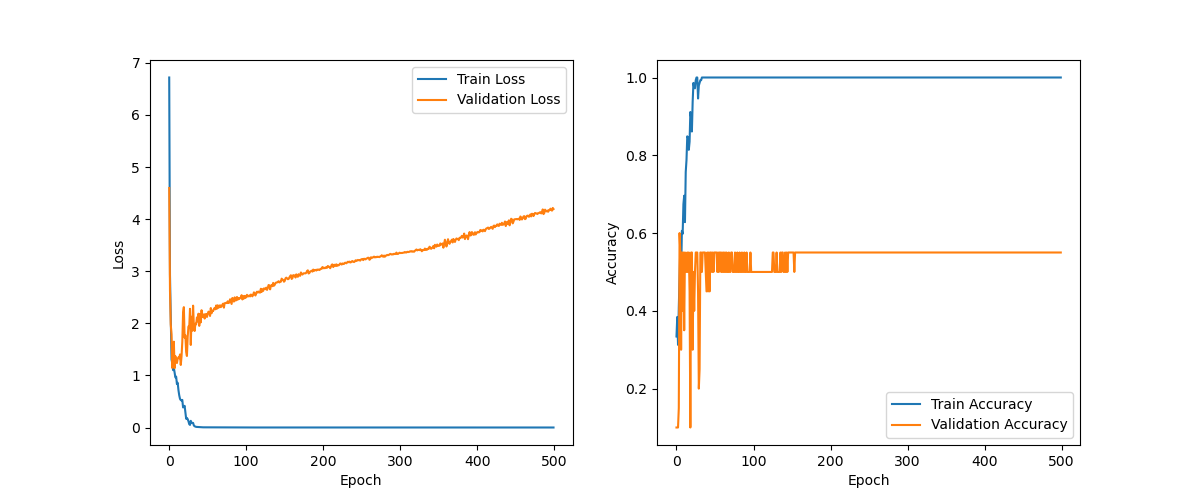 7
6
5
4
3
2
1
0
Loss
Train Loss
Validation Loss
0 100 200 300 400 500
Epoch
1.0
0.8
0.6
0.4
0.2
Accuracy
Train Accuracy
Validation Accuracy
0 100 200 300 400 500
Epoch